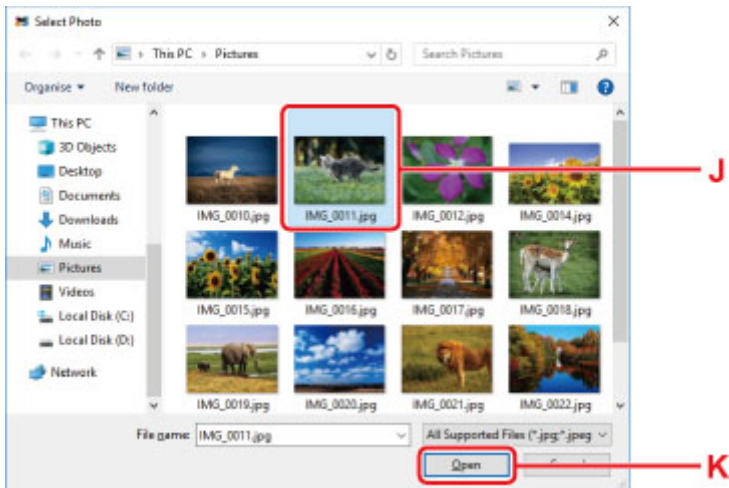 Select Photo
This PC › Pictures
Search Pictures
Organise
New folder
This PC
3D Objects
Desktop
Documents
Downloads
Music
Pictures
Videos
Local Disk (C:)
Local Disk (D:)
Network
IMG_0010.jpg IMG_0011.jpg IMG_0012.jpg IMG_0014.jpg
J
IMG_0015.jpg IMG_0016.jpg IMG_0017.jpg IMG_0018.jpg
IMG_0019.jpg IMG_0020.jpg IMG_0021.jpg IMG_0022.jpg
File name: IMG_0011.jpg All Supported Files (*.jpg;*.jpeg
Open
K